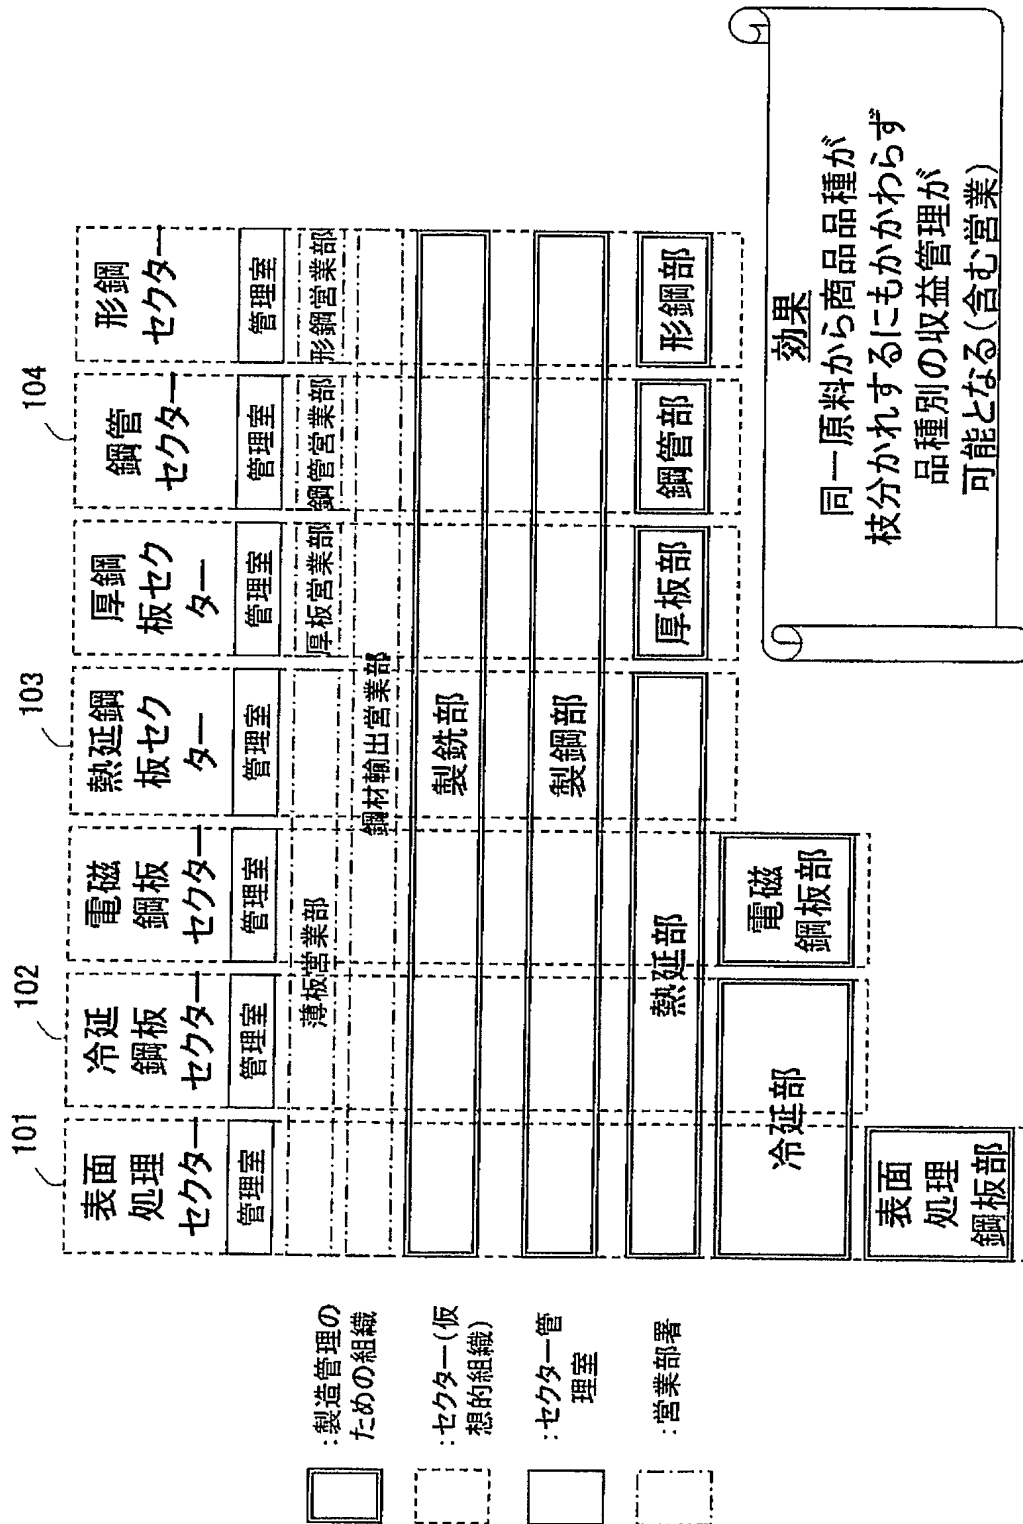 101
102
103
104
表面
処理
セクター
冷延
鋼板
セクター
電磁
鋼板
セクター
熱延鋼
板セク
ター
厚鋼
板セク
ター
鋼管
セクター
形鋼
セクター
管理室
管理室
管理室
管理室
管理室
管理室
管理室
薄板営業部
厚板営業部
鋼管営業部
形鋼営業部
鋼材輸出営業部
製銑部
製鋼部
熱延部
厚板部
鋼管部
形鋼部
冷延部
電磁
鋼板部
表面
処理
鋼板部
:製造管理の
ための組織
:セクター(仮
想的組織)
:セクター管
理室
:営業部署
効果
同一原料から商品品種が
枝分かれするにもかかわらず
品種別の収益管理が
可能となる(含む営業)